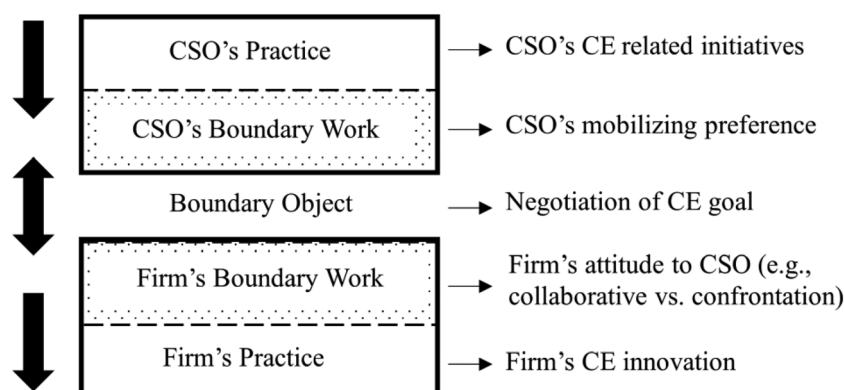 CSO’s Practice
CSO’s CE related initiatives
CSO’s Boundary Work
CSO’s mobilizing preference
Boundary Object
Negotiation of CE goal
Firm’s Boundary Work
Firm’s attitude to CSO (e.g.,
collaborative vs. confrontation)
Firm’s Practice
Firm’s CE innovation